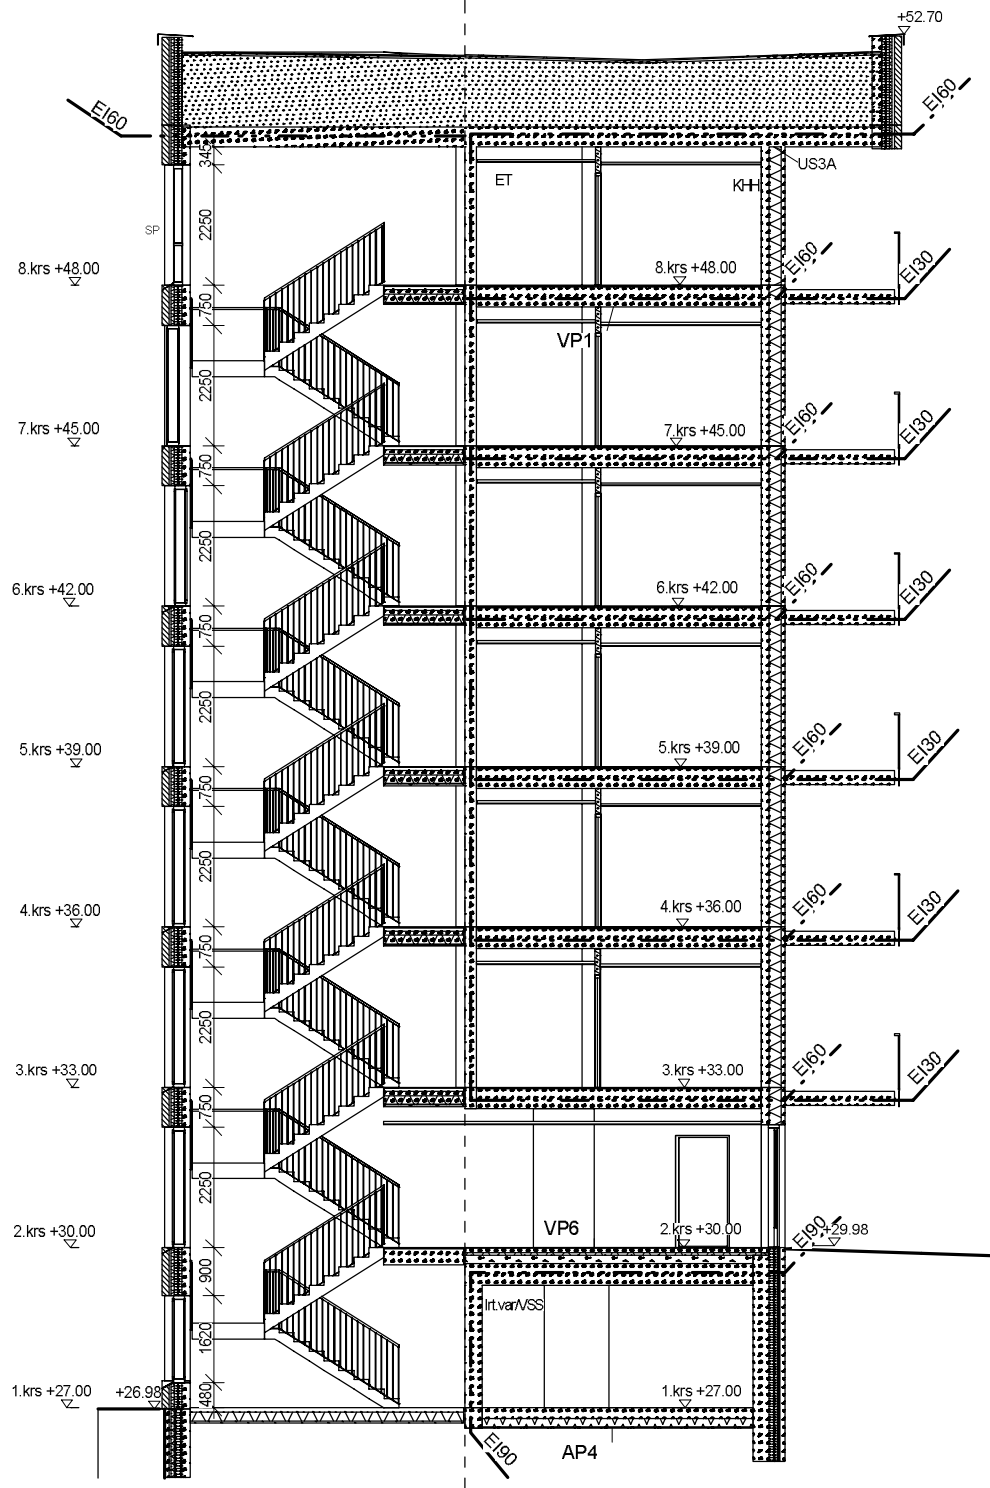 +52.70
EI60
EI60
345
US3A
ET
KHH
2250
SP
EI60
EI30
8.krs +48.00
8.krs +48.00
750
VP1
2250
EI60
EI30
7.krs +45.00
7.krs +45.00
750
2250
EI60
EI30
6.krs +42.00
6.krs +42.00
750
2250
EI60
EI30
5.krs +39.00
5.krs +39.00
750
2250
EI60
EI30
4.krs +36.00
4.krs +36.00
750
2250
EI60
EI30
3.krs +33.00
3.krs +33.00
750
2250
VP6
EI90
2.krs +30.00
2.krs +30.00
+29.98
900
Irt.var/VSS
1620
1.krs +27.00
+26.98
480
1.krs +27.00
EI90
AP4